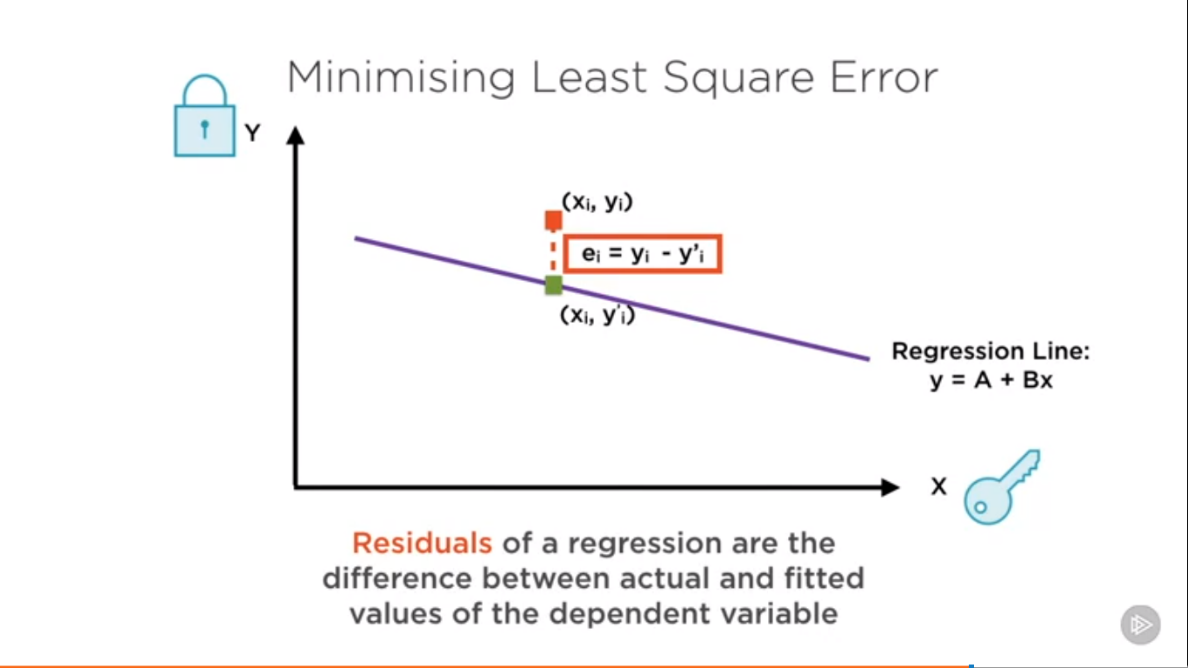 Minimising Least Square Error
Y
(xᵢ, yᵢ)
eᵢ = yᵢ - y'ᵢ
(xᵢ, y'ᵢ)
Regression Line:
y = A + Bx
X
Residuals of a regression are the
difference between actual and fitted
values of the dependent variable